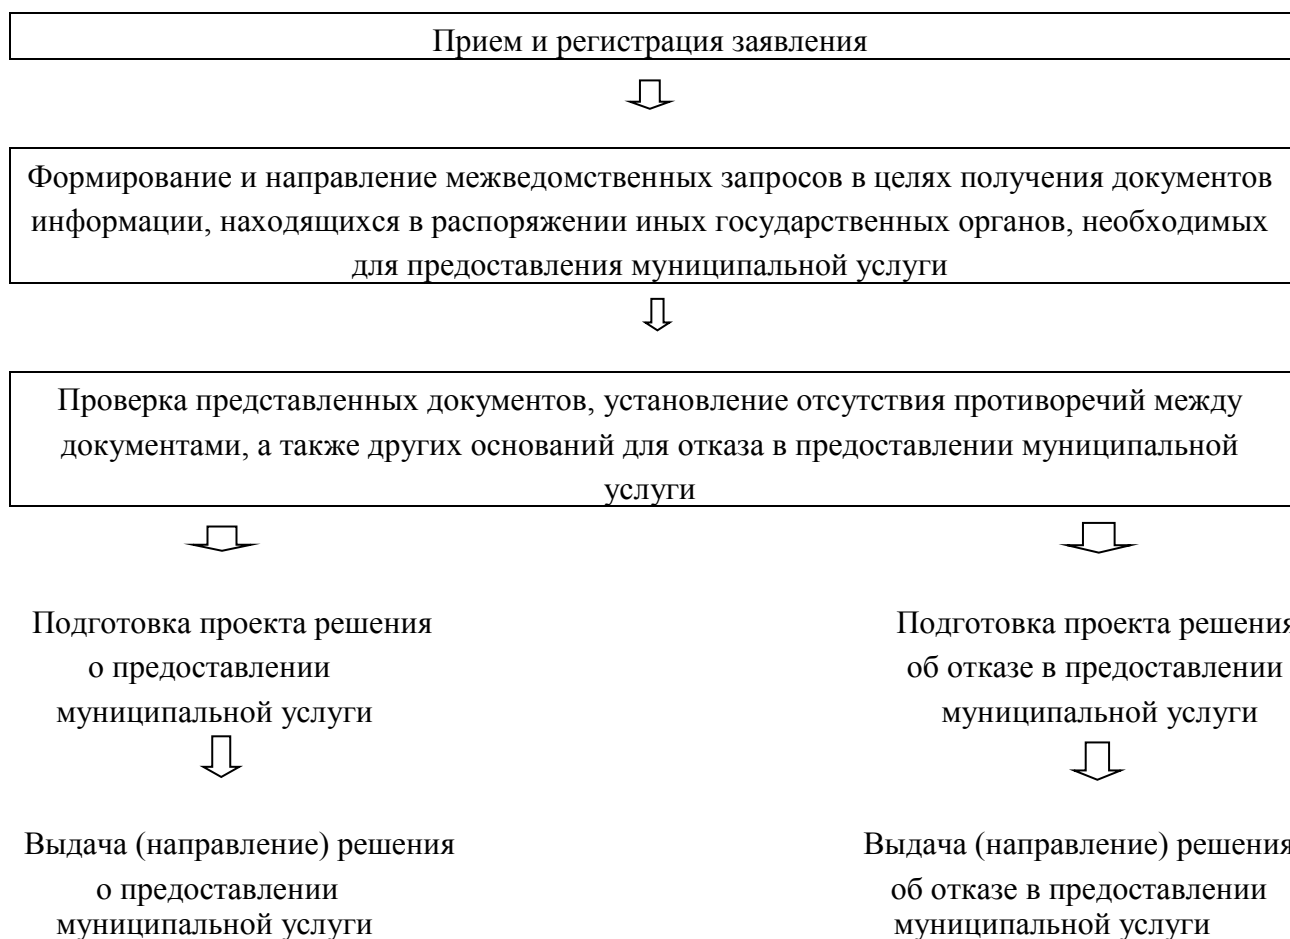 Прием и регистрация заявления
Формирование и направление межведомственных запросов в целях получения документов
информации, находящихся в распоряжении иных государственных органов, необходимых
для предоставления муниципальной услуги
Проверка представленных документов, установление отсутствия противоречий между
документами, а также других оснований для отказа в предоставлении муниципальной
услуги
Подготовка проекта решения
о предоставлении
муниципальной услуги
Подготовка проекта решения
об отказе в предоставлении
муниципальной услуги
Выдача (направление) решения
о предоставлении
муниципальной услуги
Выдача (направление) решения
об отказе в предоставлении
муниципальной услуги